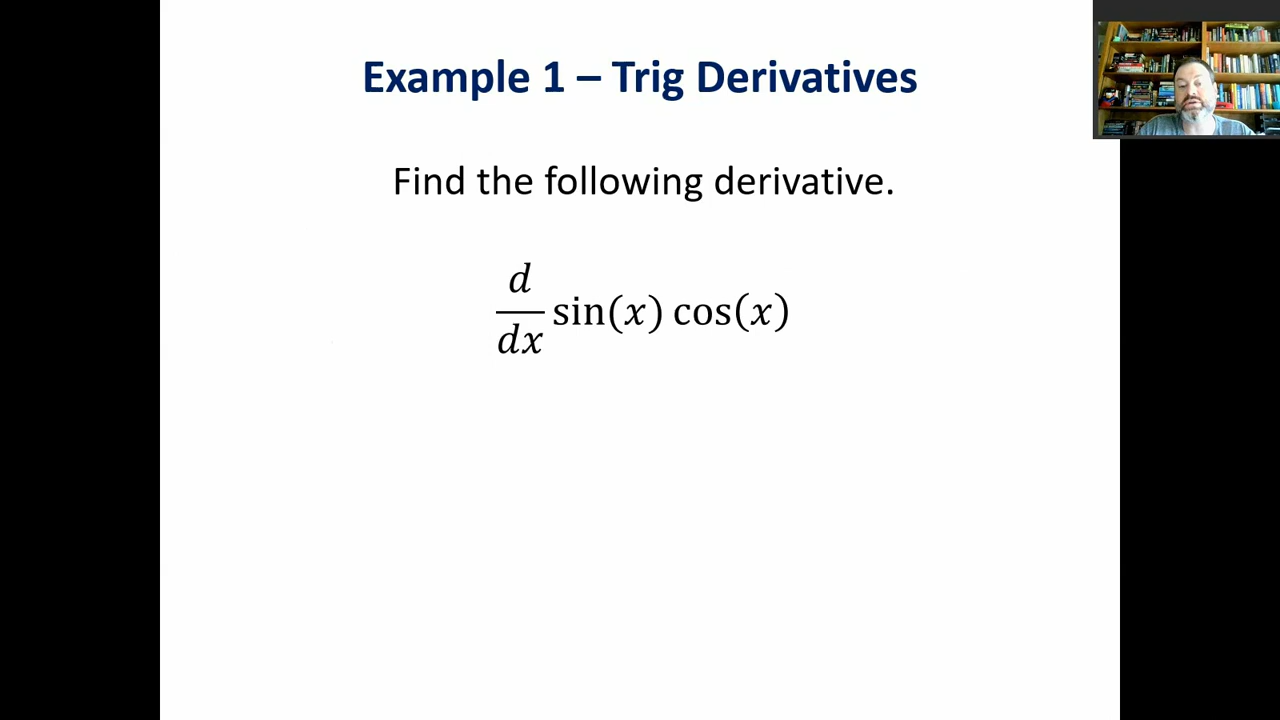 Example 1 – Trig Derivatives
Find the following derivative.
d
dx
sin(x) cos(x)